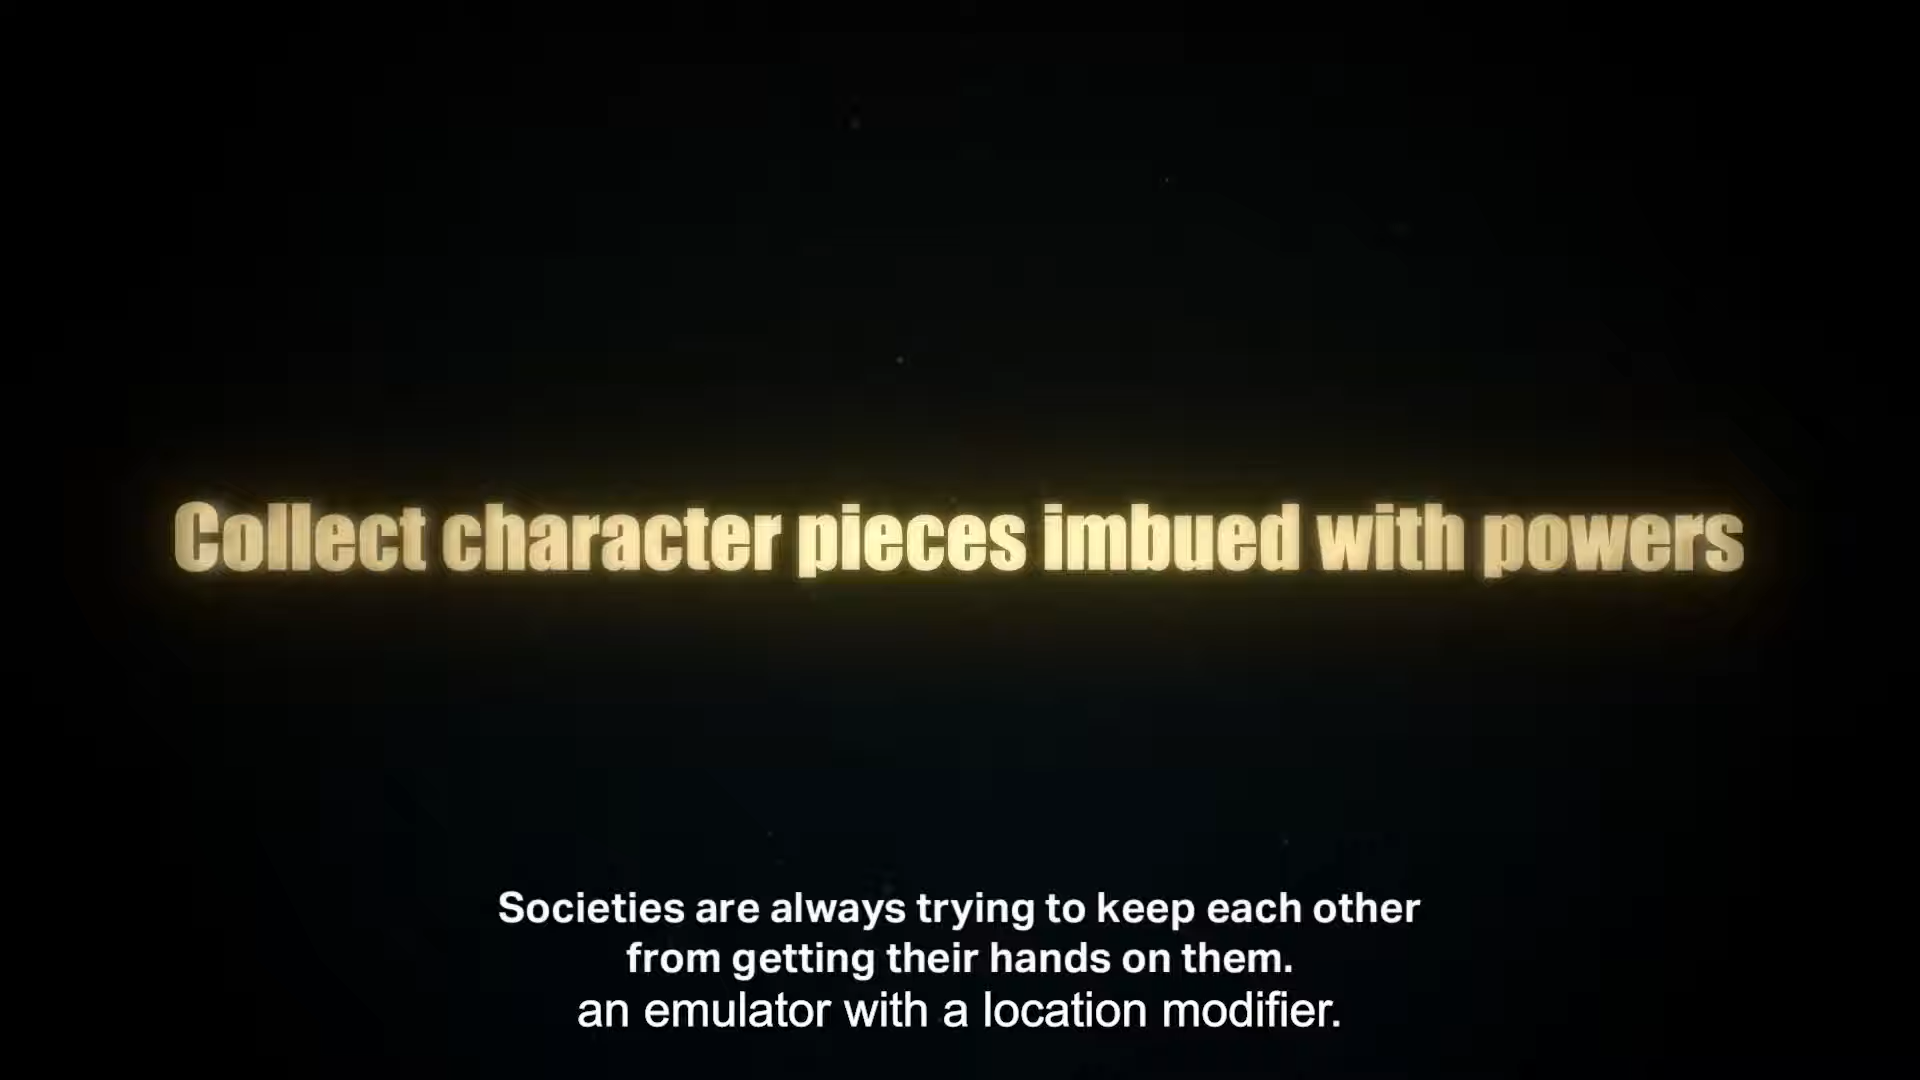 Collect character pieces imbued with powers
Societies are always trying to keep each other
from getting their hands on them.
an emulator with a location modifier.